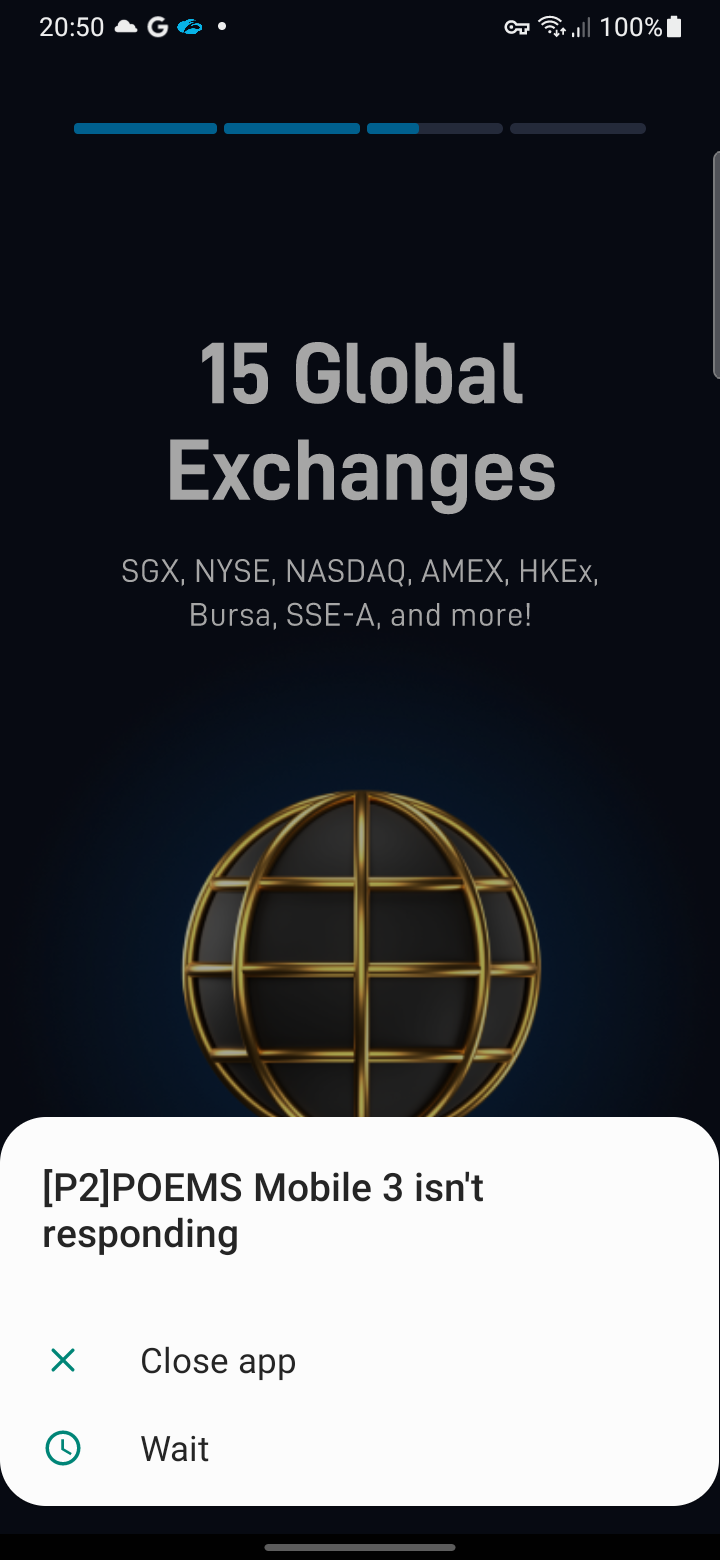 20:50
100%
15 Global
Exchanges
SGX, NYSE, NASDAQ, AMEX, HKEx,
Bursa, SSE-A, and more!
[P2]POEMS Mobile 3 isn't
responding
Close app
Wait